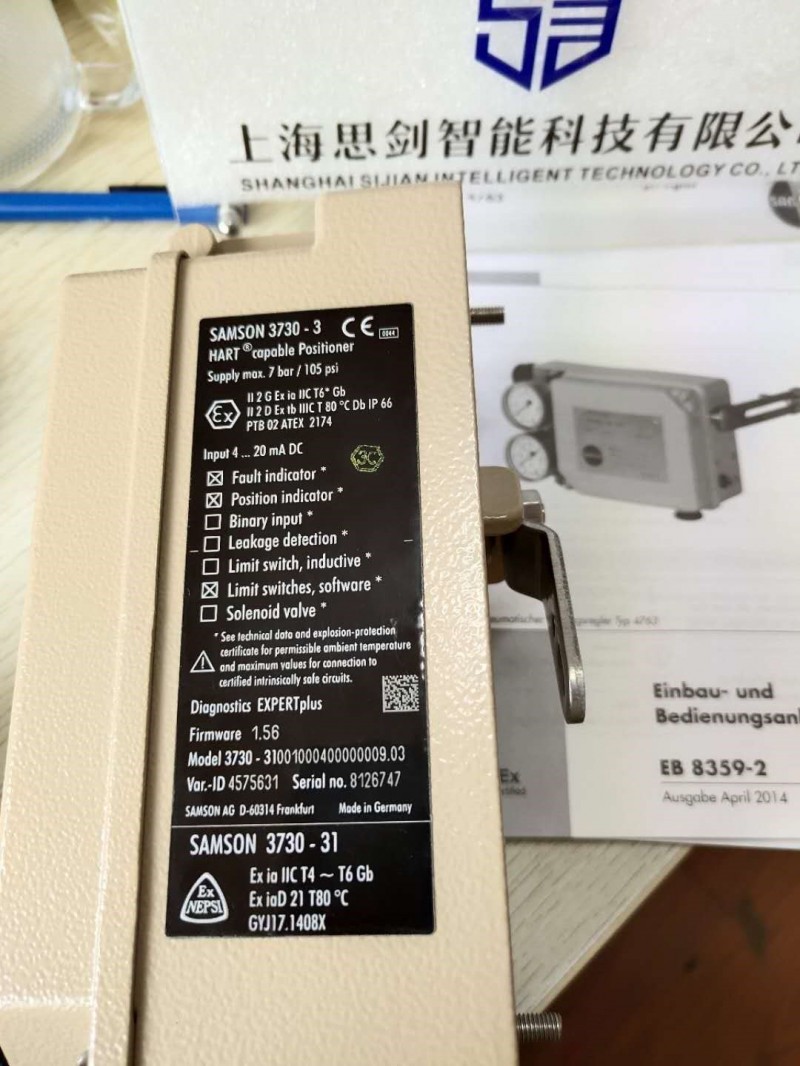 上海思剑智能科技有限公
SHANGHAI SIJIAN INTELLIGENT TECHNOLOGY CO., LT
SAMSON 3730 - 3 CE 0044
HART® capable Positioner
Supply max. 7 bar / 105 psi
Ex
II 2 G Ex ia IIC T6* Gb
II 2 D Ex tb IIIC T 80 °C Db IP 66
PTB 02 ATEX 2174
Input 4 ... 20 mA DC
☒ Fault indicator *
☒ Position indicator *
☐ Binary input *
☐ Leakage detection *
☐ Limit switch, inductive *
☒ Limit switches, software *
☐ Solenoid valve *
* See technical data and explosion-protection
certificate for permissible ambient temperature
and maximum values for connection to
certified intrinsically safe circuits.
Diagnostics EXPERTplus
Firmware 1.56
Model 3730 - 31001000400000009.03
Var.-ID 4575631 Serial no. 8126747
SAMSON AG D-60314 Frankfurt Made in Germany
SAMSON 3730 - 31
Ex
NEPSI
Ex ia IIC T4 ~ T6 Gb
Ex iaD 21 T80 °C
GYJ17.1408X
Typ 4763
Einbau- und
Bedienungsanl
Ex
EB 8359-2
Ausgabe April 2014